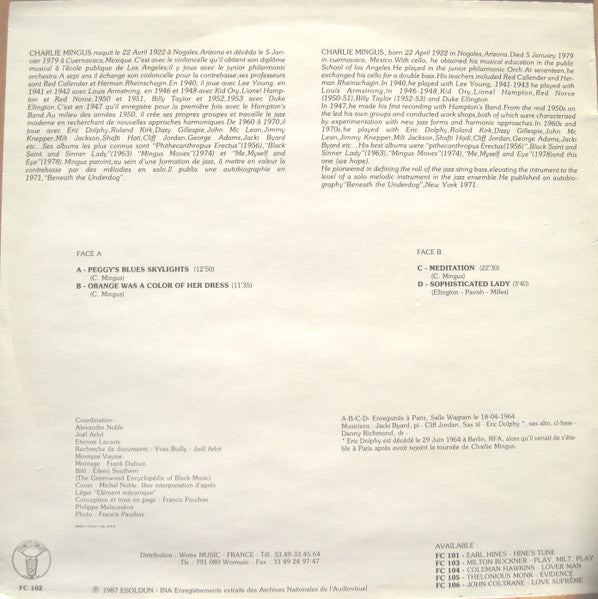 CHARLIE MINGUS naquit le 22 Avril 1922 à Nogales,Arizona et décéda le 5 Jan-
vier 1979 à Cuernavaca,Mexique.C'est avec le violoncelle qu'il obtient son diplôme
musical à l'école publique de Los Angeles,il y joua avec le junior philharmonic
orchestra.A sept ans il échange son violoncelle pour la contrebasse;ses professeurs
sont Red Callender et Herman Rheinschagin. En 1940,il joue avec Lee Young, en
1941 et 1942 avec Louis Armstrong, en 1946 et 1948 avec Kid Ory,Lionel Hamp-
ton et Red Norvo.1950 et 1951, Billy Taylor et 1952,1953 avec Duke
Ellington C'est en 1947 qu'il enregistre pour la première fois avec le Hampton's
Band.Au milieu des années 1950, il crée ses propres groupes et travaille le jazz
moderne en recherchant de nouvelles approches harmoniques.De 1960 à 1970,il
joue avec Eric Dolphy,Roland Kirk,Dizzy Gillespie,John Mc Lean,Jimmy
Knepper,Milt Jackson, Shafti Hadi, Cliff Jordan, George Adams, Jacki Byard
etc...Ses albums les plus connus sont "Pithecanthropus Erectus"(1956),"Black
Saint and Sinner Lady"(1963) "Mingus Moves"(1974) et "Me,Myself and
Eye"(1978) Mingus parvint,au sein d'une formation de jazz, à mettre en valeur la
contrebasse par des mélodies en solo.Il publia une autobiographie en
1971,"Beneath the Underdog".
CHARLIE MINGUS, born 22 April 1922 in Nogales,Arizona.Died 5 January 1979
in cuernavaca, Mexico.With cello, he obtained his musical education in the public
School of los Angeles.He played in the junior philharmonic Orch.At seventeen,he
exchanged his cello for a double bass.His teachers included Red Callender and Her-
man Rheinschagin.In 1940 he played with Lee Young, 1941-1943 he played with
Louis Armstrong,in 1946-1948.Kid Ory,Lionel Hampton, Red Norvo
(1950-51),Billy Taylor (1952-53) and Duke Ellington.
In 1947,he made his first recording with Hampton's Band.From the mid 1950s on
the led his own groups and conducted work shops,both of which were charcterized
by experimentation with new jazz forms and harmonic approaches.In 1960s and
1970s,he played with Eric Dolphy,Roland Kirk,Dizzy Gillespie,John Mc
Lean,Jimmy Knepper,Milt Jackson,Shafti Hadi,Cliff Jordan,George Adams,Jacki
Byard etc...His best albums were "pithecanthropus Erectus"(1956),"Black Saint
and Sinner Lady"(1963),"Mingus Moves"(1974),"Me,Myself and Eye"(1978)and this
one (we hope).
He pioneered in defining the roll of the jazz string bass,elevating the instrument to the
level of a solo melodic instrument in the jazz ensemble.He published an autobio-
graphy"Beneath the Underdog",New York 1971.
FACE A
A - PEGGY'S BLUES SKYLIGHTS (12'50)
(C. Mingus)
B - ORANGE WAS A COLOR OF HER DRESS (11'35)
(C. Mingus)
FACE B
C - MEDITATION (22'30)
(C. Mingus)
D - SOPHISTICATED LADY (3'40)
(Ellington - Parish - Milles)
Coordination :
Alexandre Noble
Joël Arlot
Etienne Lacoste
Recherche de documents : Yves Builly - Joël Arlot
Monique Vaysse
Montage : Frank Dufour
Bibl : Eileen Southern
(The Greenwood Encyclopédie of Black Music)
Cover : Michel Noble, libre interprétation d'après
Léger "Elément mécanique"
Conception et mise en page : Francis Paudras
Philippe Maleusséna
Photo : Francis Paudras
A-B-C-D- Enregistrés à Paris, Salle Wagram le 18-04-1964
Musiciens : Jacki Byard, pi - Cliff Jordan, Sax té - Eric Dolphy *, sax alto, cl-bass -
Danny Richmond, dr
* Eric Dolphy est décédé le 29 Juin 1964 à Berlin, RFA, alors qu'il venait de s'éta-
blir à Paris après avoir rejoint la tournée de Charlie Mingus.
FC 102
Distribution : Wotre MUSIC - FRANCE - Tél : 33 49.33 45 64
Tlx : 791 080 Womusic - Fax : 33 49 24 97 47
℗ 1987 ESOLDUN - INA Enregistrements extraits des Archives Nationales de l'Audiovisuel
AVAILABLE :
FC 101 - EARL HINES - HINE'S TUNE
FC 103 - MILTON BUCKNER - PLAY, MILT, PLAY
FC 104 - COLEMAN HAWKINS - LOVER MAN
FC 105 - THELONIOUS MONK - EVIDENCE
FC 106 - JOHN COLTRANE - LOVE SUPRÊME